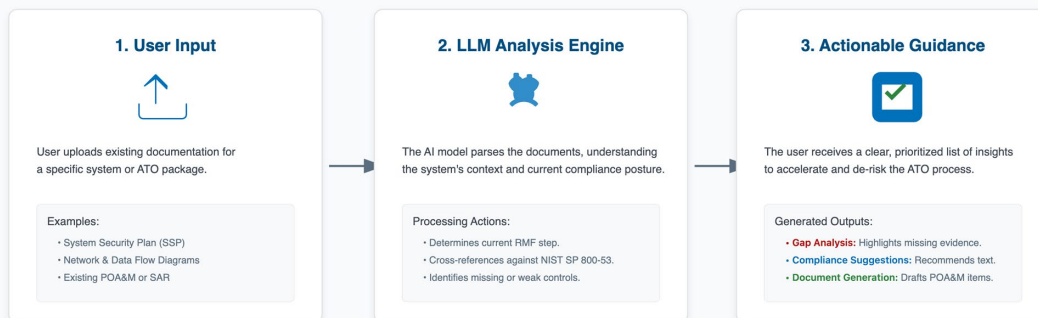 1. User Input
User uploads existing documentation for
a specific system or ATO package.
Examples:
• System Security Plan (SSP)
• Network & Data Flow Diagrams
• Existing POA&M or SAR
2. LLM Analysis Engine
The AI model parses the documents, understanding
the system's context and current compliance posture.
Processing Actions:
• Determines current RMF step.
• Cross-references against NIST SP 800-53.
• Identifies missing or weak controls.
3. Actionable Guidance
The user receives a clear, prioritized list of insights
to accelerate and de-risk the ATO process.
Generated Outputs:
• Gap Analysis: Highlights missing evidence.
• Compliance Suggestions: Recommends text.
• Document Generation: Drafts POA&M items.